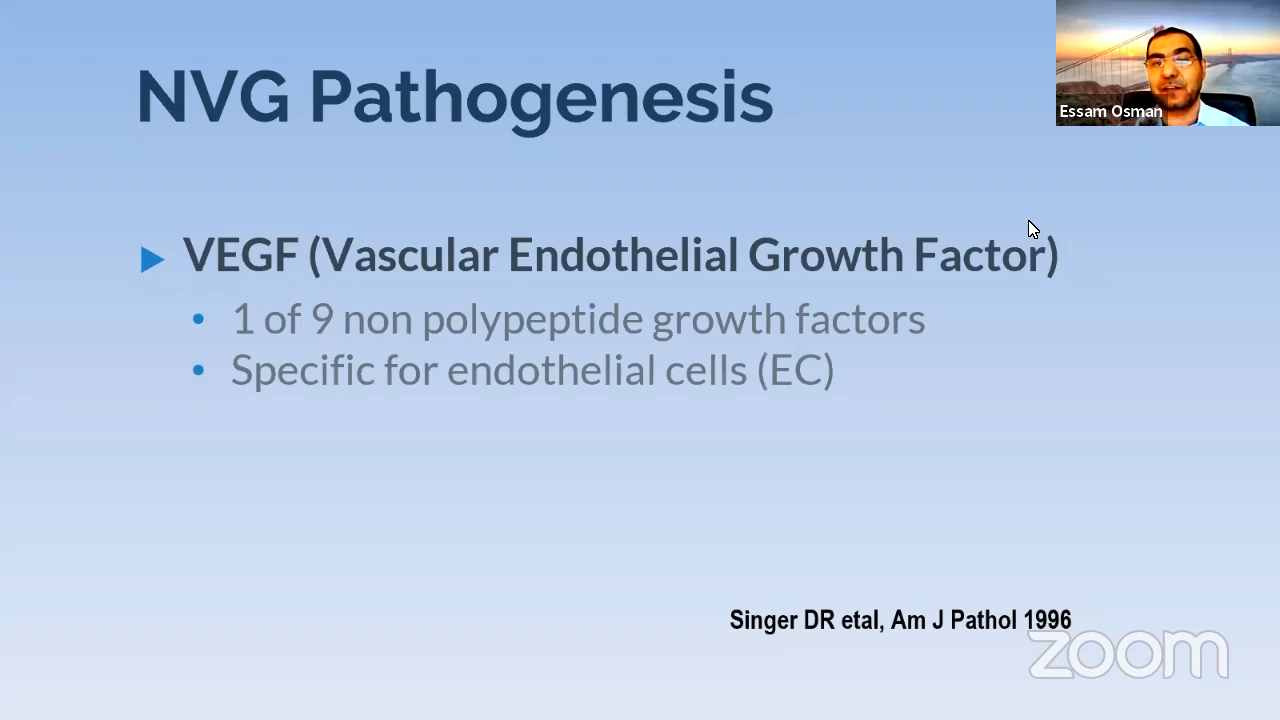 NVG Pathogenesis
Essam Osman
VEGF (Vascular Endothelial Growth Factor)
1 of 9 non polypeptide growth factors
Specific for endothelial cells (EC)
Singer DR etal, Am J Pathol 1996
zoom